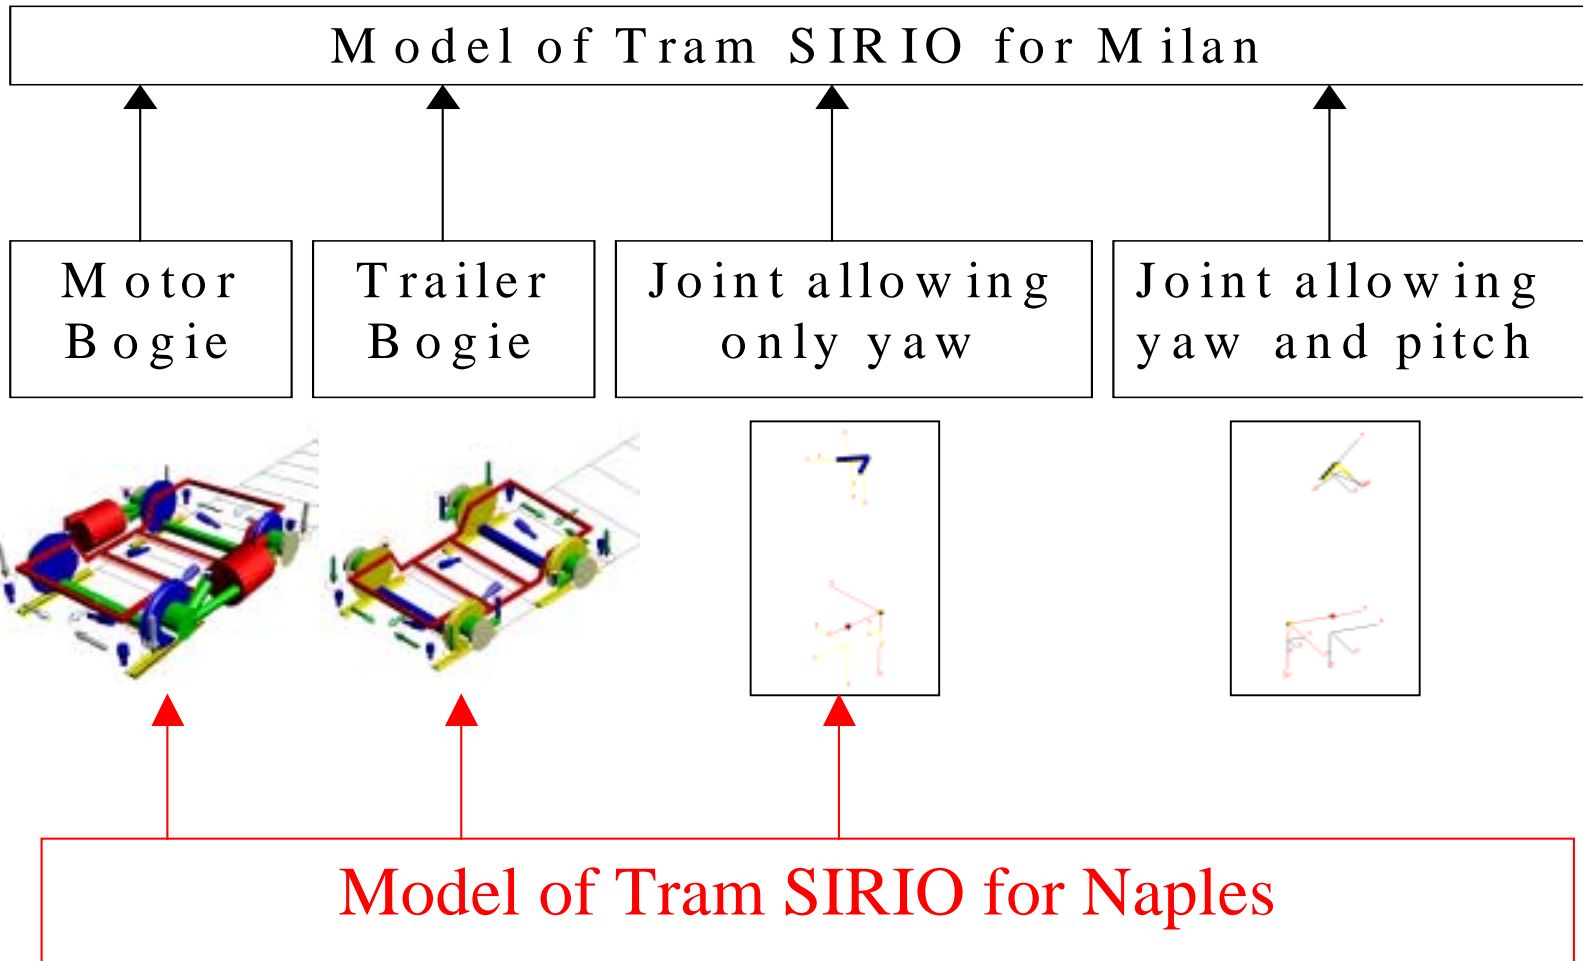 Model of Tram SIRIO for Milan
Motor
Bogie
Trailer
Bogie
Joint allowing
only yaw
Joint allowing
yaw and pitch
Model of Tram SIRIO for Naples